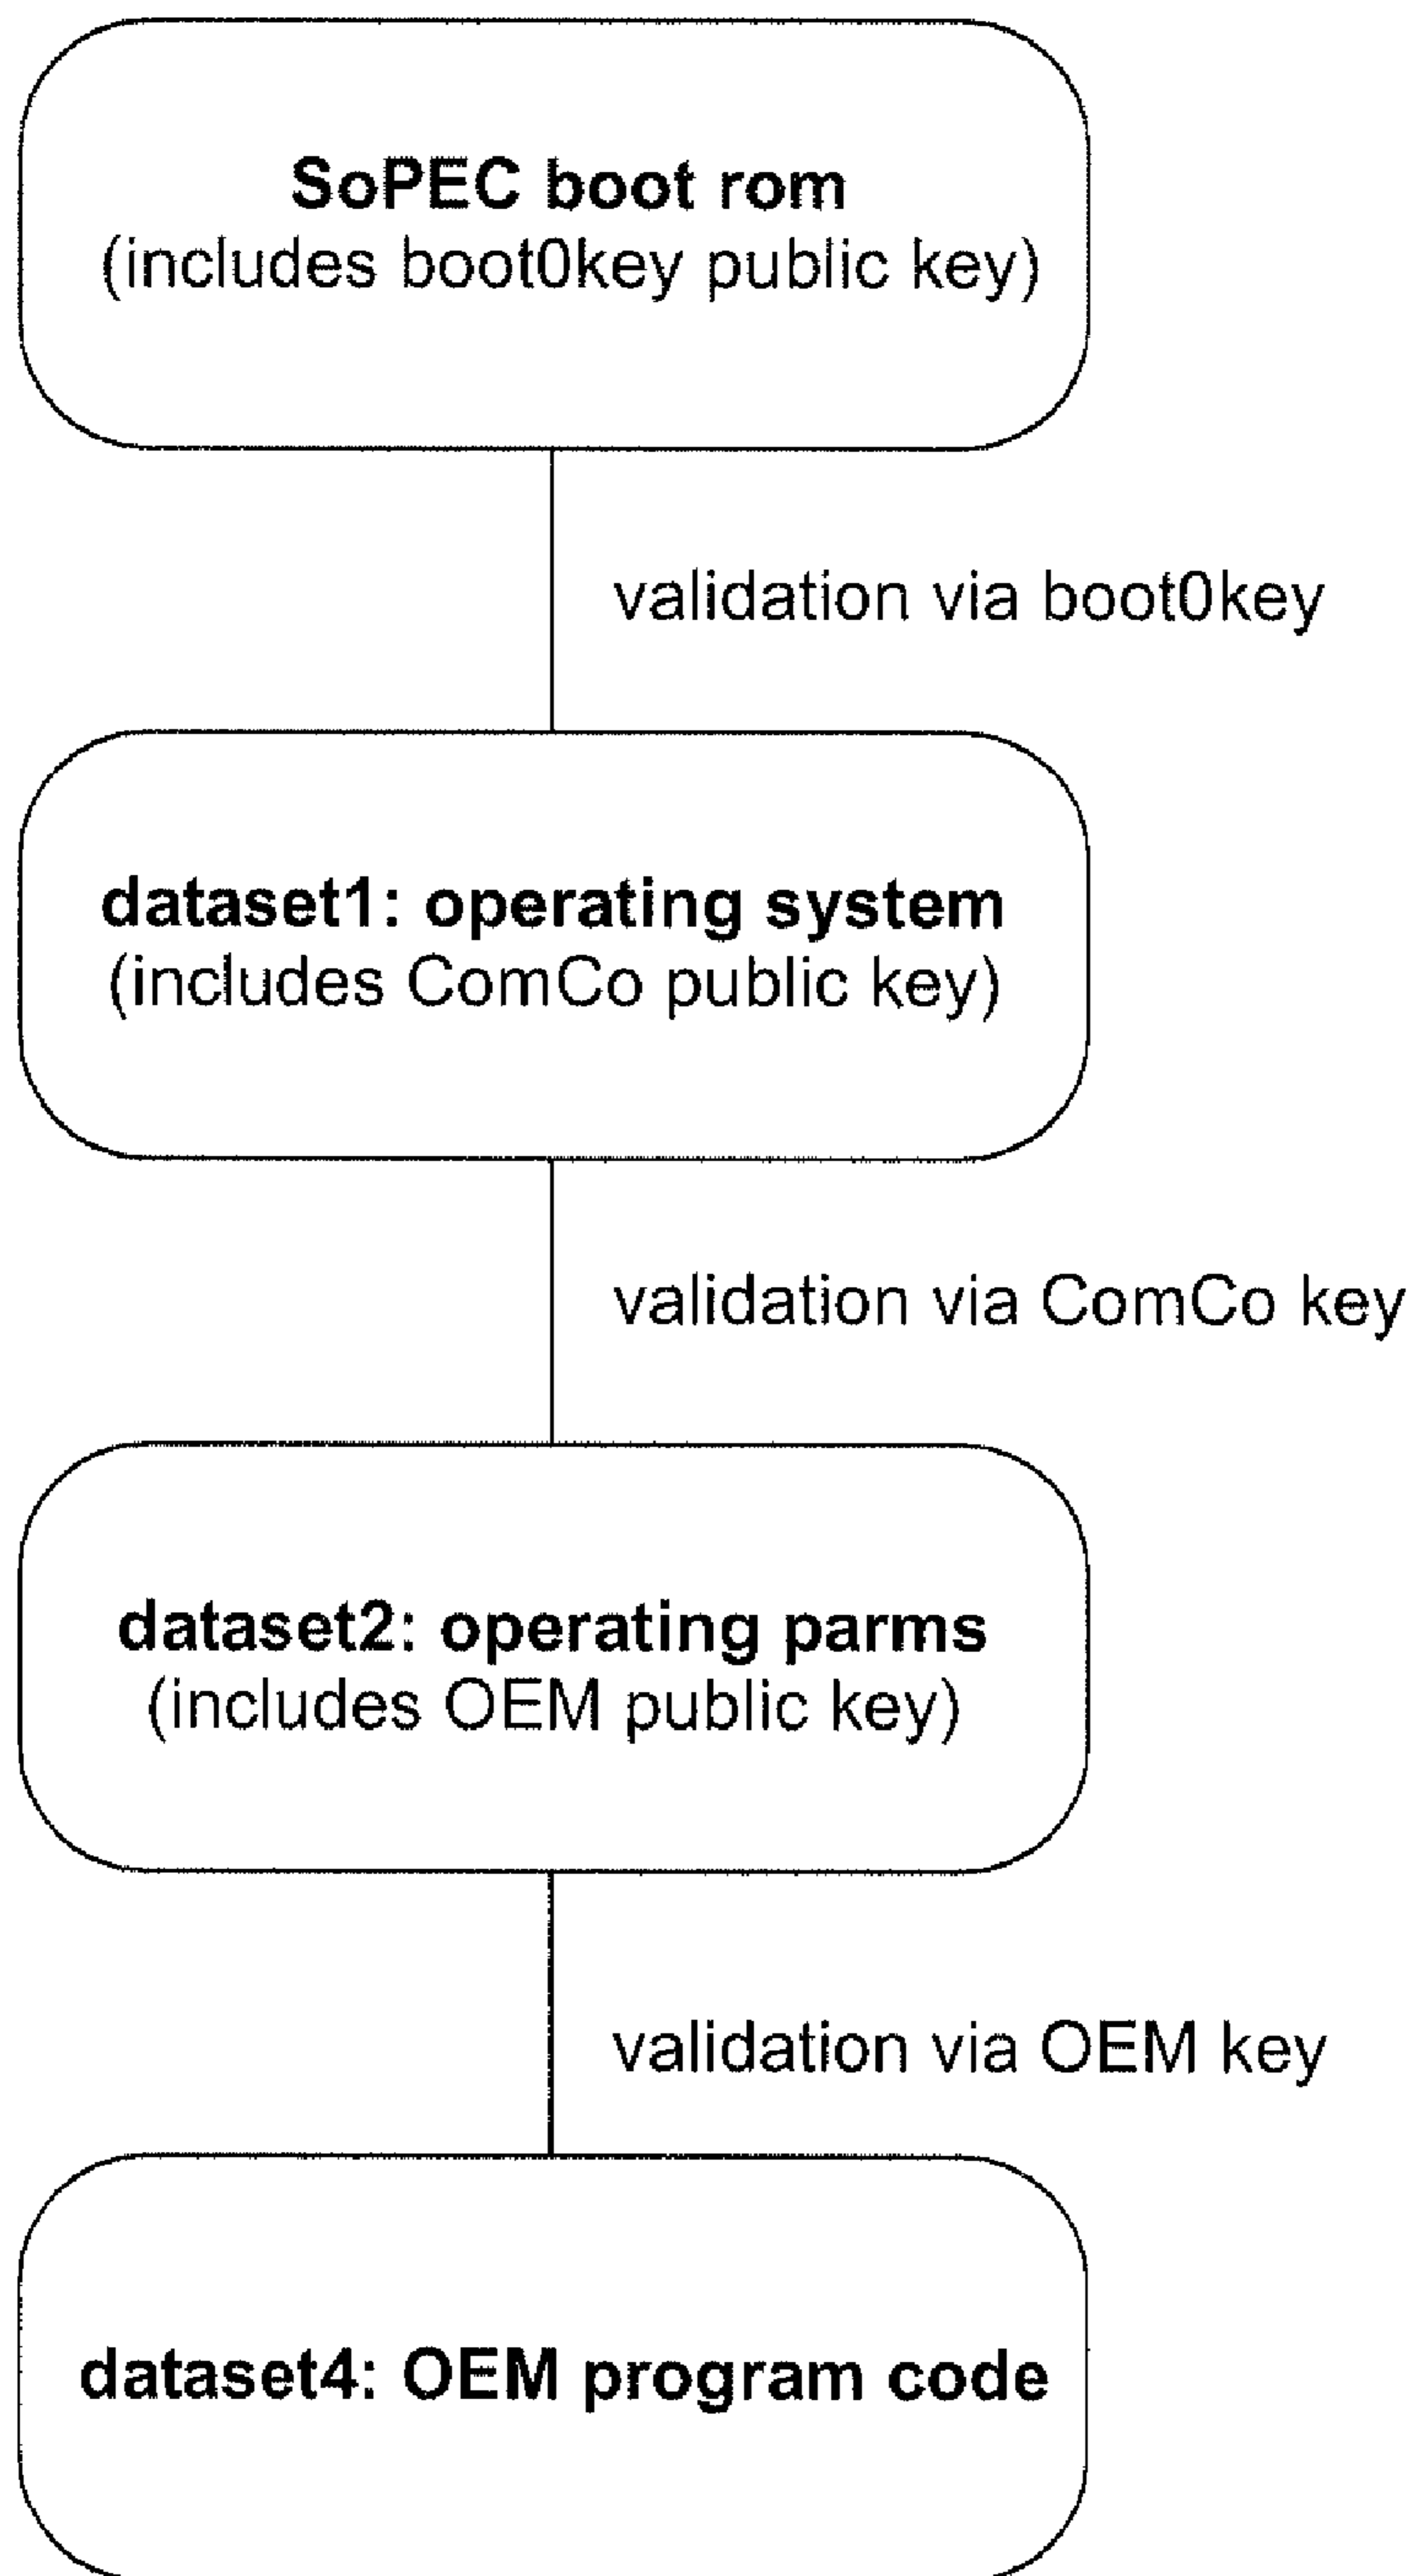 SoPEC boot rom
(includes boot0key public key)
validation via boot0key
dataset1: operating system
(includes ComCo public key)
validation via ComCo key
dataset2: operating parms
(includes OEM public key)
validation via OEM key
dataset4: OEM program code